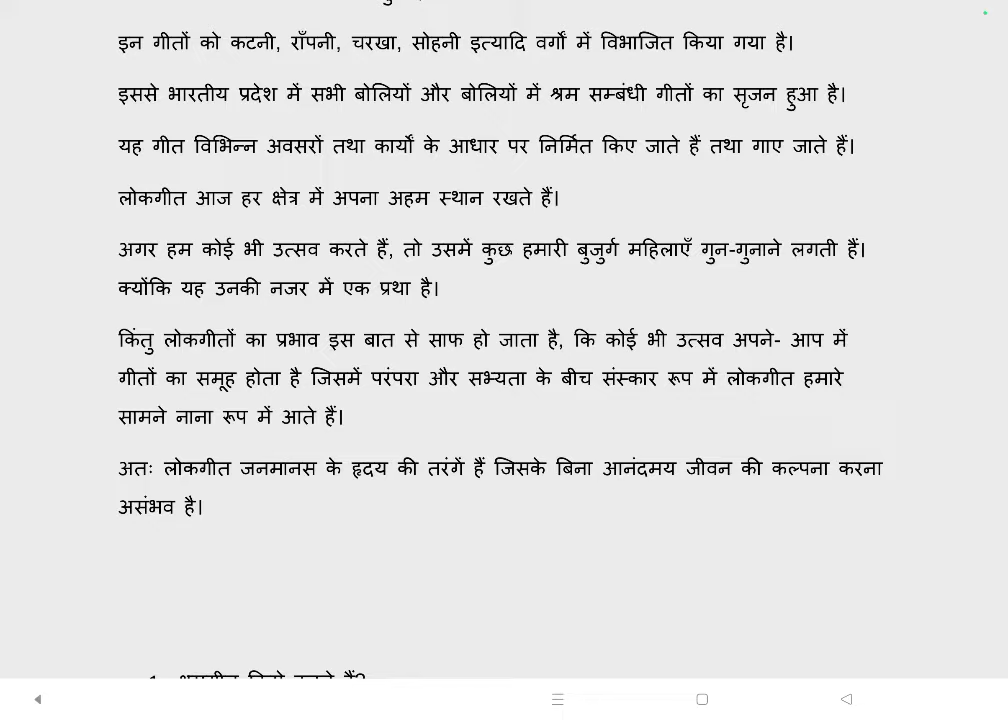 इन गीतों को कटनी, राँपनी, चरखा, सोहनी इत्यादि वर्गों में विभाजित किया गया है।
इससे भारतीय प्रदेश में सभी बोलियों और बोलियों में श्रम सम्बंधी गीतों का सृजन हुआ है।
यह गीत विभिन्न अवसरों तथा कार्यों के आधार पर निर्मित किए जाते हैं तथा गाए जाते हैं।
लोकगीत आज हर क्षेत्र में अपना अहम स्थान रखते हैं।
अगर हम कोई भी उत्सव करते हैं, तो उसमें कुछ हमारी बुजुर्ग महिलाएँ गुन-गुनाने लगती हैं।
क्योंकि यह उनकी नजर में एक प्रथा है।
किंतु लोकगीतों का प्रभाव इस बात से साफ हो जाता है, कि कोई भी उत्सव अपने- आप में
गीतों का समूह होता है जिसमें परंपरा और सभ्यता के बीच संस्कार रूप में लोकगीत हमारे
सामने नाना रूप में आते हैं।
अतः लोकगीत जनमानस के हृदय की तरंगें हैं जिसके बिना आनंदमय जीवन की कल्पना करना
असंभव है।